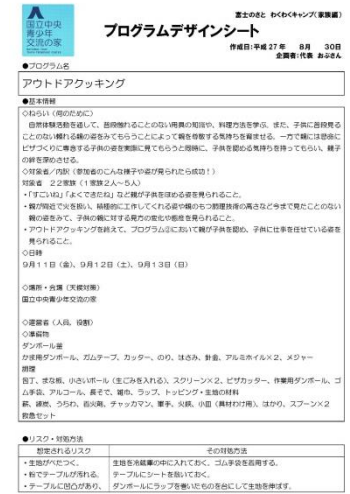 国立中央
青少年
交流の家
富士のさと わくわくキャンプ(家族編)
プログラムデザインシート
作成日:平成27年 8月 30日
企画者:代表 おぷさん
●プログラム名
アウトドアクッキング
●基本情報
◇ねらい(何のために)
自然体験活動を経して、普段触れることのない用具の知識や、料理方法を学ぶ。また、子供に普段見る
ことのない頼れる親の姿をみてもらうことによって親を尊敬する気持ちを育ませる。一方で親には懸命に
ピザづくりに専念する子供の姿を実際に見てもらうと同時に、子供を認める気持ちを持ってもらい、親子
の絆を深めさせる。
◇対象者/内訳(参加者のこんな様子や姿が見られたら成功!)
対象者 22家族(1家族2人~5人)
・「すごいね」「よくできたね」など親が子供をほめる姿を見られること。
・親が間近で火を扱い、積極的に工作してくれる姿や親のもつ調理技術の高さなど今まで見たことのない
親の姿をみて、子供の親に対する見方の変化や態度を見られること。
・アウトドアクッキングを終えて、プログラム②において親が子供を認め、子供に仕事を任せている姿を
見られること。
◇日時
9月11日(金)、9月12日(土)、9月13日(日)
◇場所・会場(天候対策)
国立中央青少年交流の家
◇運営者(人員、役割)
◇準備物
ダンボール釜
かま用ダンボール、ガムテープ、カッター、のり、はさみ、針金、アルミホイル×2、メジャー
調理
包丁、まな板、小さいボール(生ごみを入れる)、スクリーン×2、ピザカッター、作業用ダンボール、ゴ
ム手袋、アルコール、長そで、雑巾、ラップ、トッピング・生地の材料
薪、練炭、うちわ、着火剤、チャッカマン、軍手、火鋏、小皿(具材わけ用)、はかり、スプーン×2
救急セット
●リスク・対処方法
想定されるリスク その対処方法
・生地がべたつく。 生地を冷蔵庫の中に入れておく、ゴム手袋を着用する。
・粉でテーブルが汚れる。 テーブルにシートを敷いておく。
・テーブルに凹凸があり、 ダンボールにラップを巻いたものを台にして生地を伸ばす。